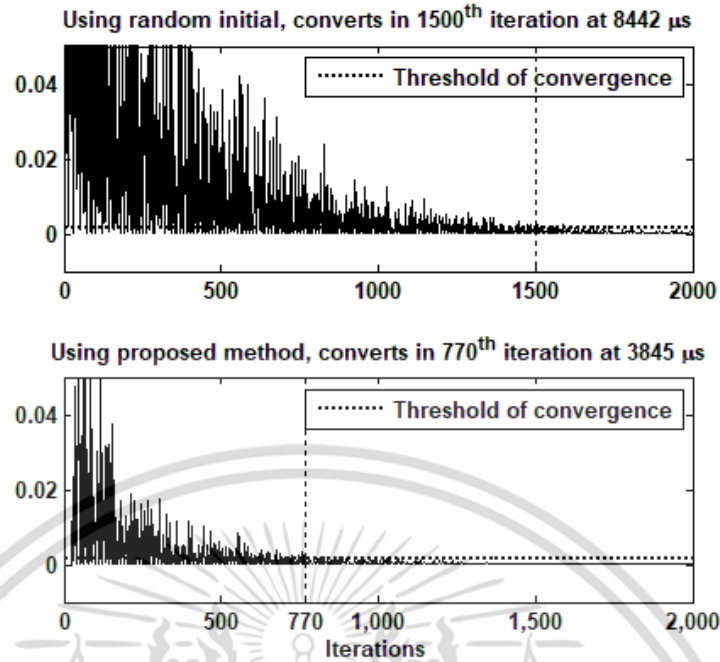 Using random initial, converts in 1500th iteration at 8442 µs
Threshold of convergence
0.04
0.02
0
0 500 1000 1500 2000
Using proposed method, converts in 770th iteration at 3845 µs
Threshold of convergence
0.04
0.02
0
0 500 770 1,000 1,500 2,000
Iterations